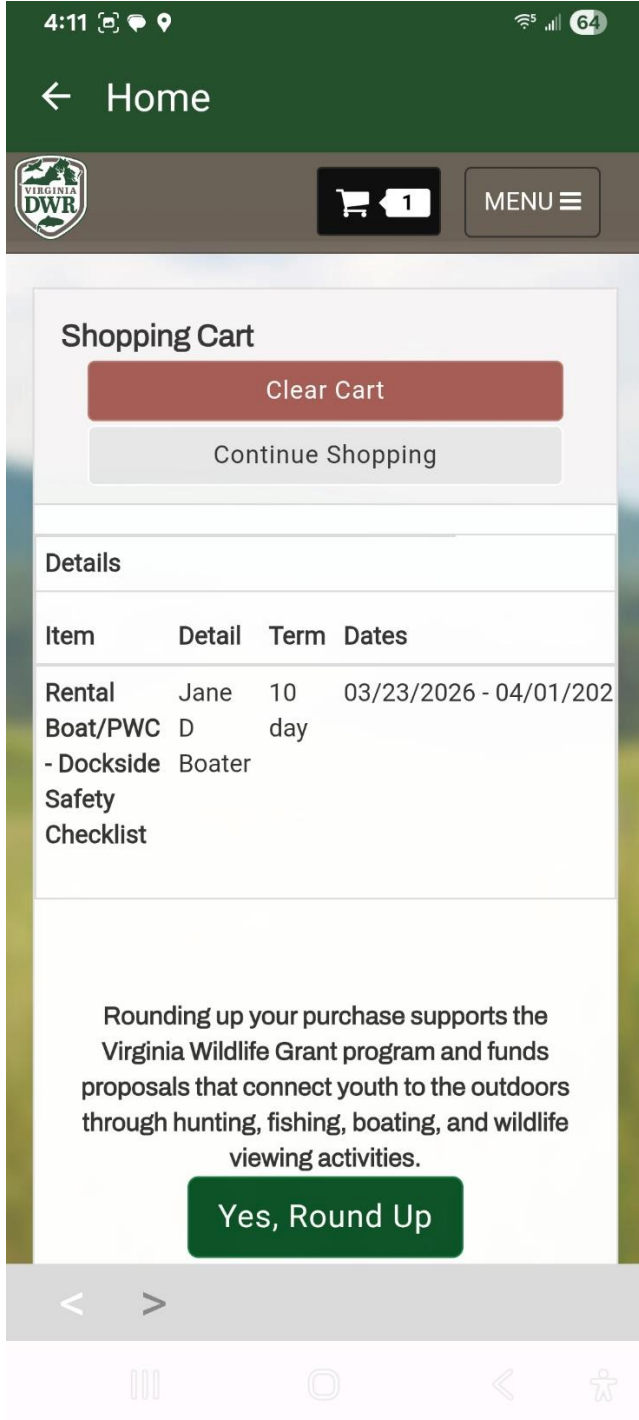 4:11
64
Home
VIRGINIA
DWR
1
MENU
Shopping Cart
Clear Cart
Continue Shopping
Details
Item Detail Term Dates
Rental Jane 10 03/23/2026 - 04/01/202
Boat/PWC D day
- Dockside Boater
Safety
Checklist
Rounding up your purchase supports the
Virginia Wildlife Grant program and funds
proposals that connect youth to the outdoors
through hunting, fishing, boating, and wildlife
viewing activities.
Yes, Round Up
< >